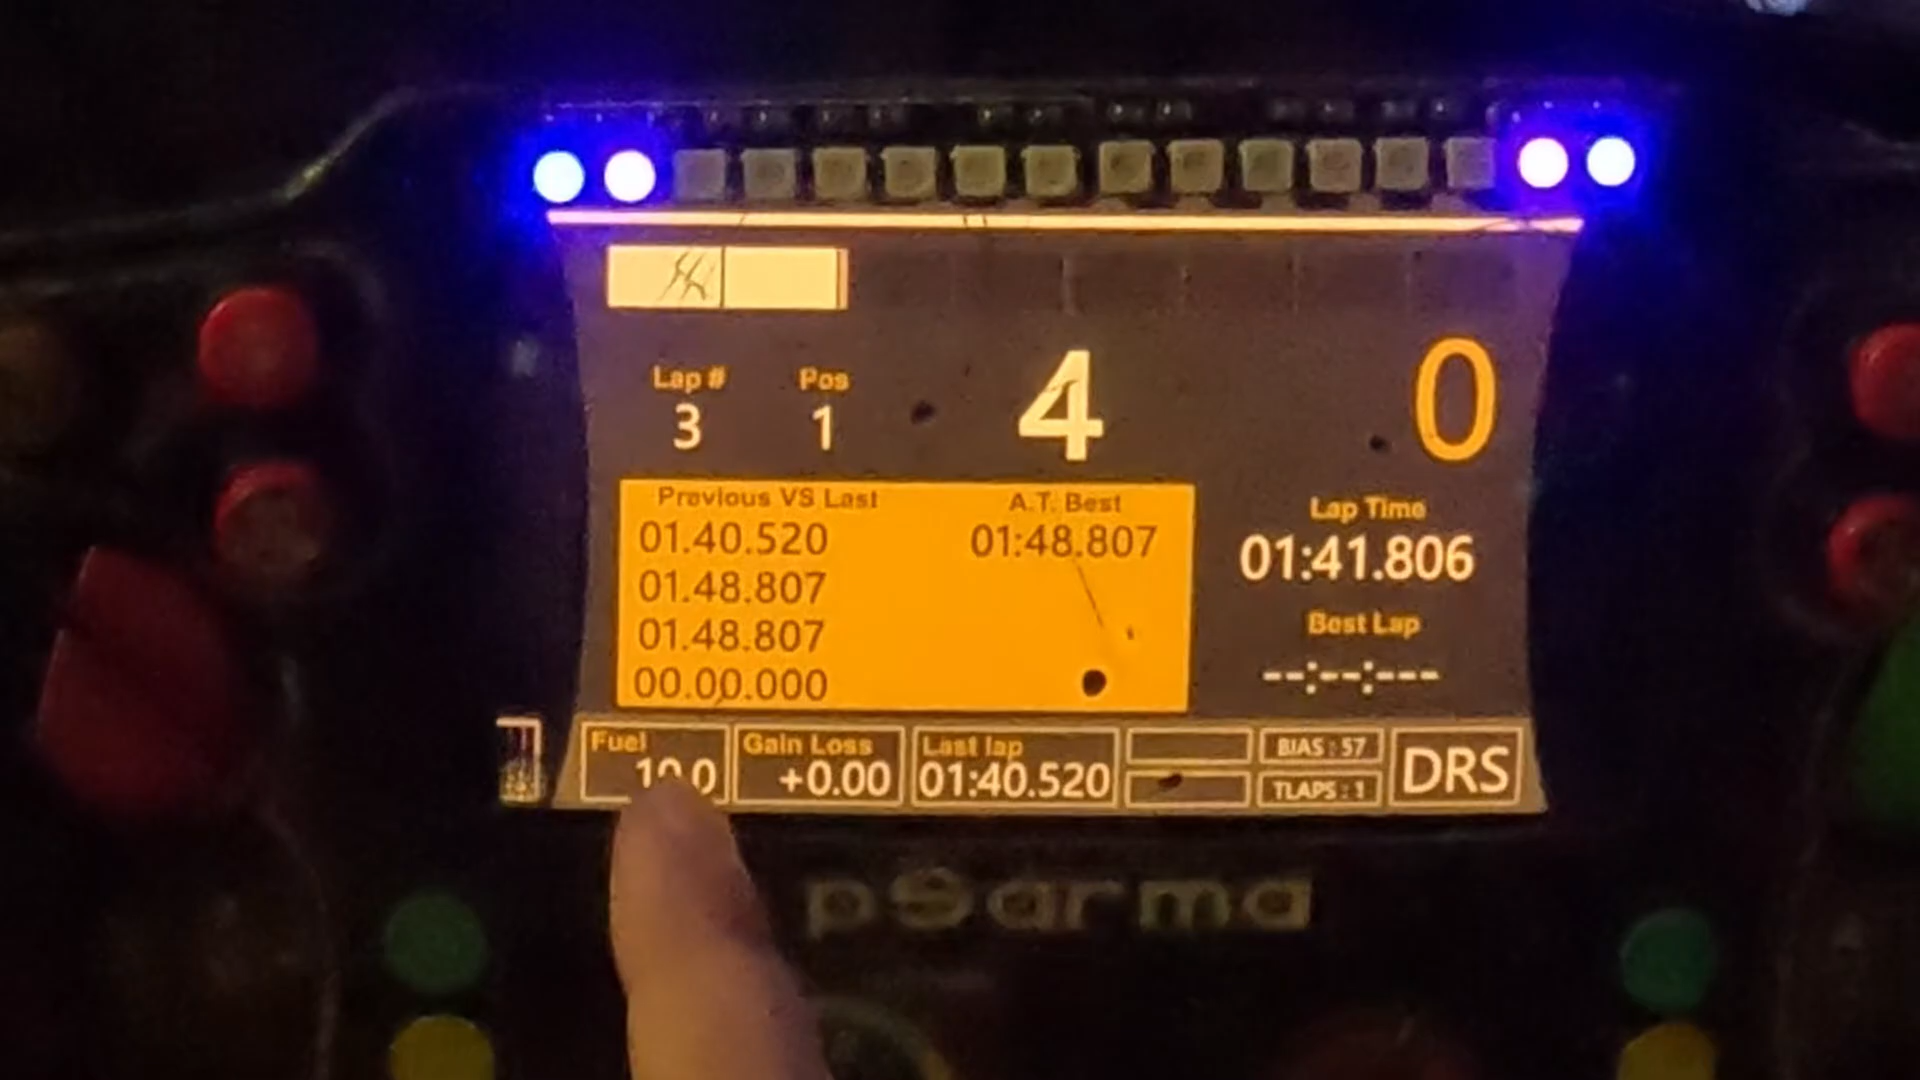 Lap # Pos
3 1 4 0
Previous VS Last A.T. Best
01.40.520 01:48.807
01.48.807
01.48.807
00.00.000
Lap Time
01:41.806
Best Lap
--:--:---
Fuel
Gain Loss
+0.00
Last lap
01:40.520
BIAS : 57
TLAPS : 1
DRS